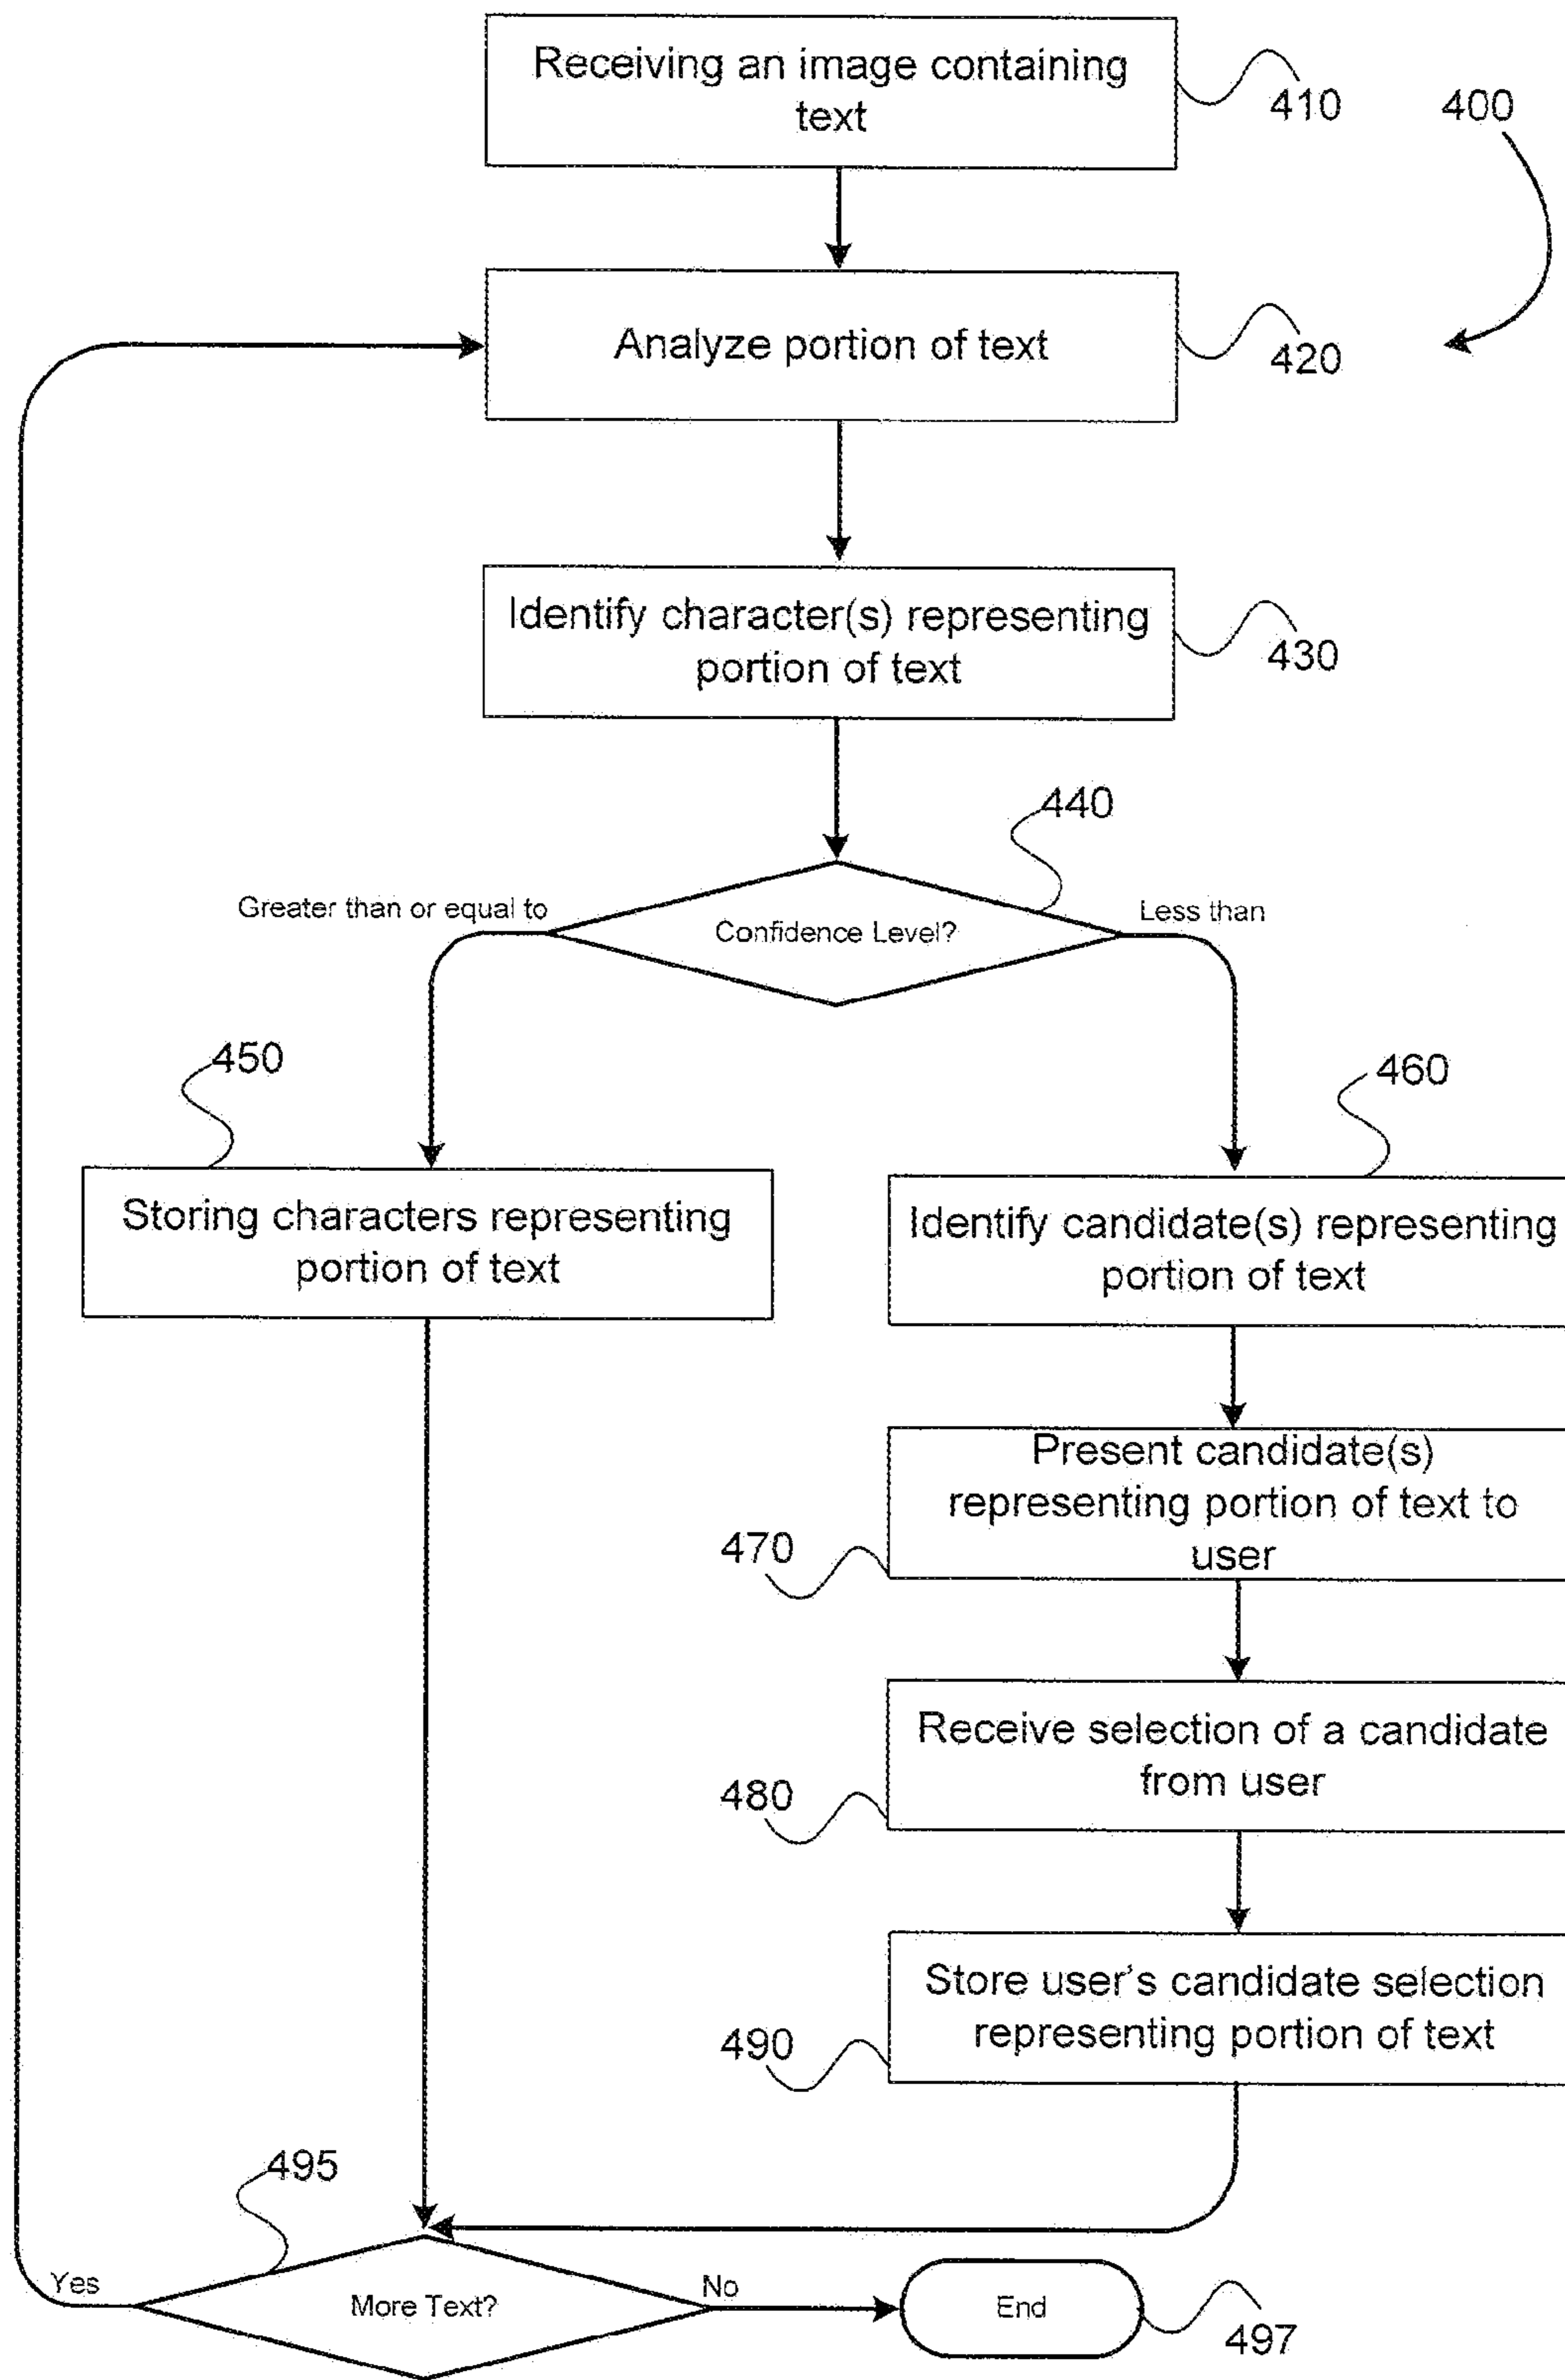 Receiving an image containing
text
410
400
Analyze portion of text
420
Identify character(s) representing
portion of text
430
440
Greater than or equal to
Confidence Level?
Less than
450
460
Storing characters representing
portion of text
Identify candidate(s) representing
portion of text
Present candidate(s)
representing portion of text to
user
470
Receive selection of a candidate
from user
480
Store user's candidate selection
representing portion of text
490
495
Yes
More Text?
No
End
497